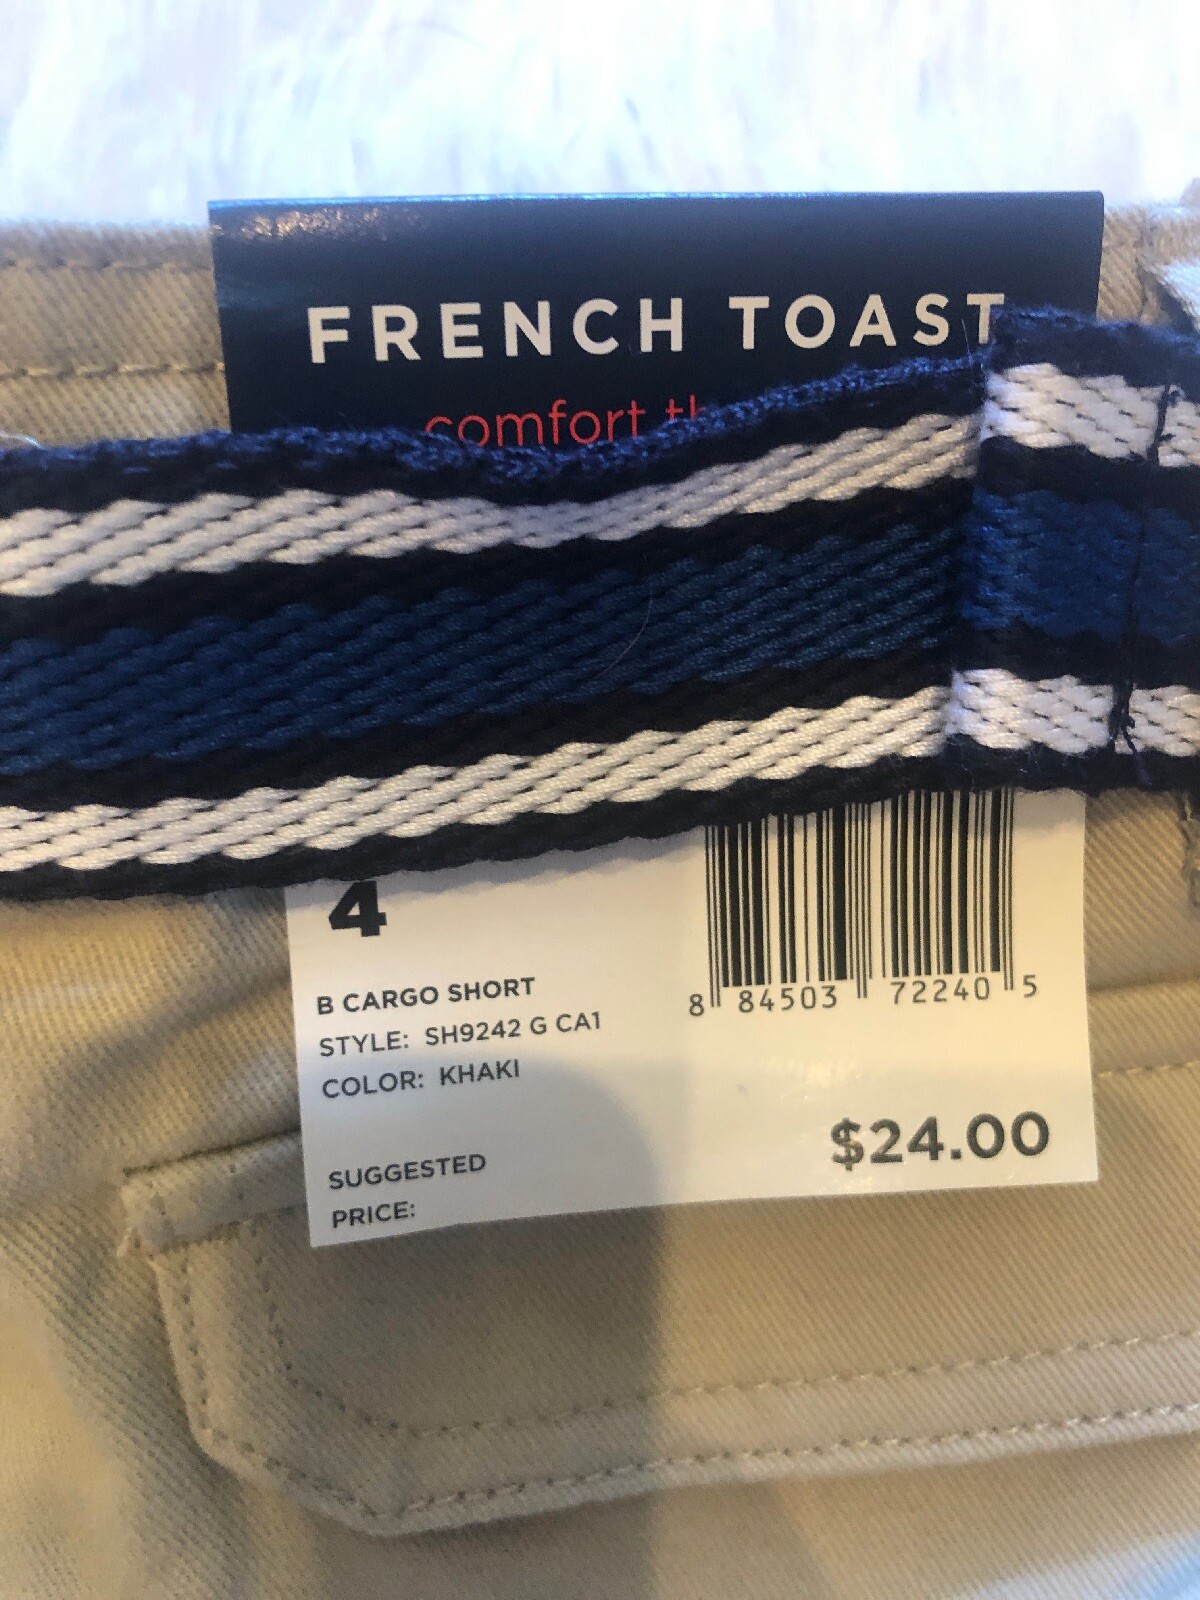 FRENCH TOAST
comfort
4
B CARGO SHORT
STYLE: SH9242 G CA1
COLOR: KHAKI
8 84503 72240 5
$24.00
SUGGESTED
PRICE: